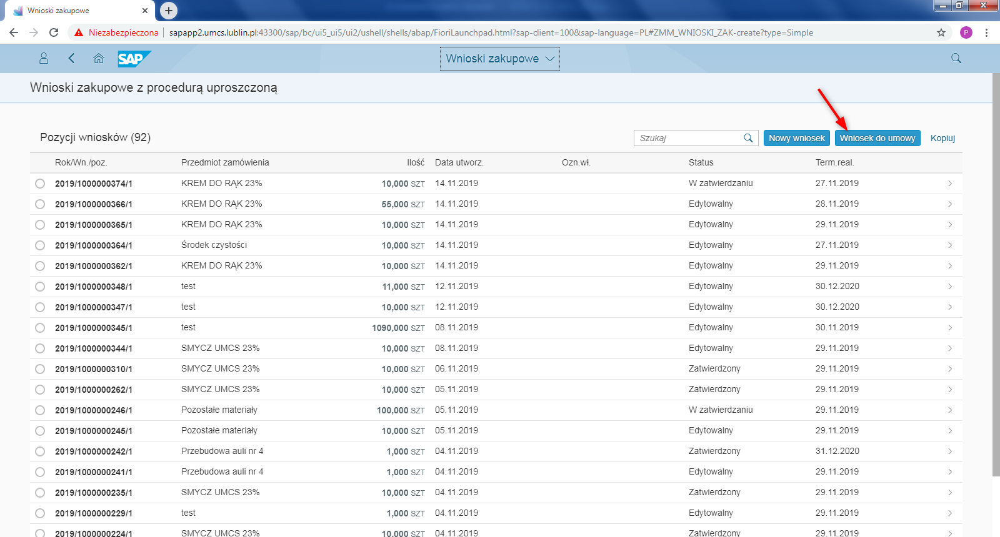 Wnioski zakupowe
Niezabezpieczona sapapp2.umcs.lublin.pl:43300/sap/bc/ui5_ui5/ui2/ushell/shells/abap/FioriLaunchpad.html?sap-client=100&sap-language=PL#ZMM_WNIOSKI_ZAK-create?type=Simple P
SAP Wnioski zakupowe
Wnioski zakupowe z procedurą uproszczoną
Pozycji wniosków (92) Szukaj Nowy wniosek Wniosek do umowy Kopiuj
Rok/Wn./poz. Przedmiot zamówienia Ilość Data utworz. Ozn.wł. Status Term.real.
2019/1000000374/1 KREM DO RĄK 23% 10,000 SZT 14.11.2019 W zatwierdzaniu 27.11.2019
2019/1000000366/1 KREM DO RĄK 23% 55,000 SZT 14.11.2019 Edytowalny 28.11.2019
2019/1000000365/1 KREM DO RĄK 23% 10,000 SZT 14.11.2019 Edytowalny 29.11.2019
2019/1000000364/1 Środek czystości 10,000 SZT 14.11.2019 Edytowalny 27.11.2019
2019/1000000362/1 KREM DO RĄK 23% 10,000 SZT 14.11.2019 Edytowalny 29.11.2019
2019/1000000348/1 test 11,000 SZT 12.11.2019 Edytowalny 30.12.2020
2019/1000000347/1 test 10,000 SZT 12.11.2019 Edytowalny 30.12.2020
2019/1000000345/1 test 1090,000 SZT 08.11.2019 Edytowalny 30.11.2019
2019/1000000344/1 SMYCZ UMCS 23% 10,000 SZT 08.11.2019 Edytowalny 29.11.2019
2019/1000000310/1 SMYCZ UMCS 23% 10,000 SZT 06.11.2019 Zatwierdzony 29.11.2019
2019/1000000262/1 SMYCZ UMCS 23% 10,000 SZT 05.11.2019 Zatwierdzony 29.11.2019
2019/1000000246/1 Pozostałe materiały 100,000 SZT 05.11.2019 W zatwierdzaniu 29.11.2019
2019/1000000245/1 Pozostałe materiały 10,000 SZT 05.11.2019 Edytowalny 29.11.2019
2019/1000000242/1 Przebudowa auli nr 4 1,000 SZT 04.11.2019 Zatwierdzony 31.12.2020
2019/1000000241/1 Przebudowa auli nr 4 1,000 SZT 04.11.2019 Edytowalny 29.11.2019
2019/1000000235/1 SMYCZ UMCS 23% 10,000 SZT 04.11.2019 Zatwierdzony 29.11.2019
2019/1000000229/1 test 1,000 SZT 04.11.2019 Edytowalny 29.11.2019
2019/1000000224/1 SMYCZ UMCS 23% 10,000 SZT 04.11.2019 Zatwierdzony 29.11.2019